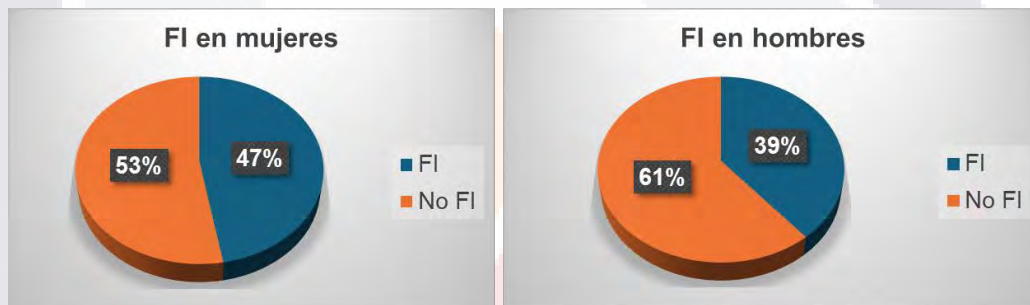 FI en mujeres
53%
47%
FI
No FI
FI en hombres
39%
61%
FI
No FI